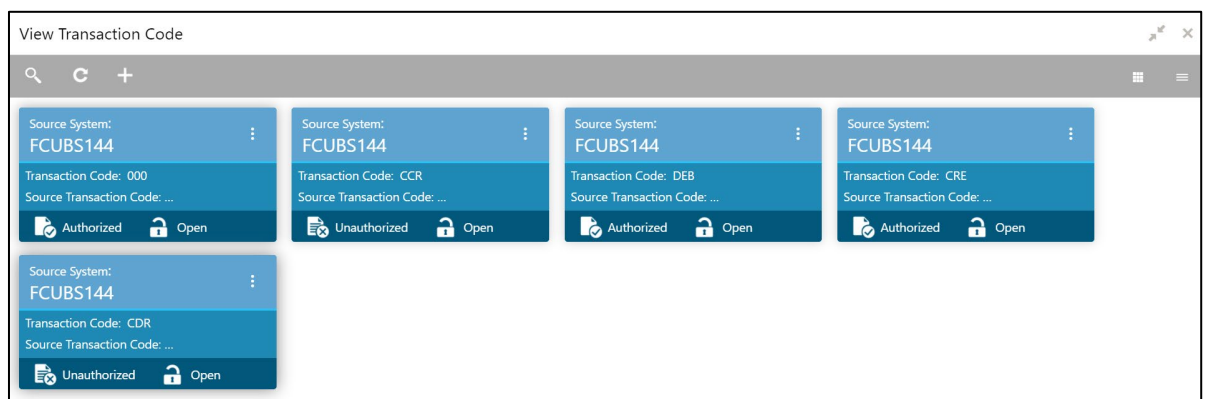 View Transaction Code
Source System:
FCUBS144
Transaction Code: 000
Source Transaction Code: ...
Authorized Open
Source System:
FCUBS144
Transaction Code: CCR
Source Transaction Code: ...
Unauthorized Open
Source System:
FCUBS144
Transaction Code: DEB
Source Transaction Code: ...
Authorized Open
Source System:
FCUBS144
Transaction Code: CRE
Source Transaction Code: ...
Authorized Open
Source System:
FCUBS144
Transaction Code: CDR
Source Transaction Code: ...
Unauthorized Open